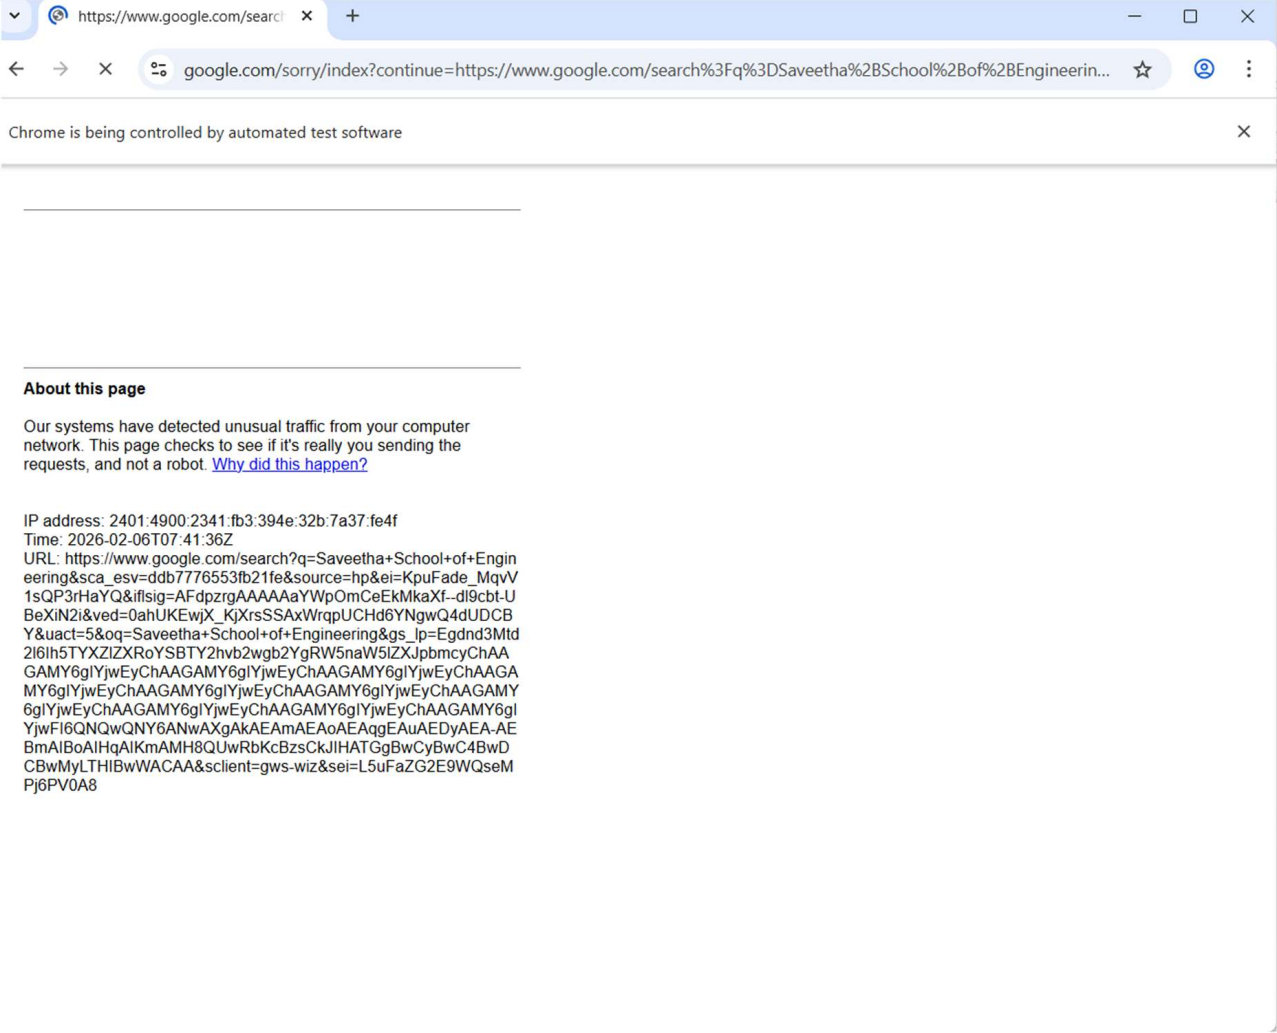 https://www.google.com/searc
google.com/sorry/index?continue=https://www.google.com/search%3Fq%3DSaveetha%2BSchool%2Bof%2BEngineerin...
Chrome is being controlled by automated test software
About this page
Our systems have detected unusual traffic from your computer
network. This page checks to see if it's really you sending the
requests, and not a robot. Why did this happen?
IP address: 2401:4900:2341:fb3:394e:32b:7a37:fe4f
Time: 2026-02-06T07:41:36Z
URL: https://www.google.com/search?q=Saveetha+School+of+Engin
eering&sca_esv=ddb7776553fb21fe&source=hp&ei=KpuFade_MqvV
1sQP3rHaYQ&iflsig=AFdpzrgAAAAAaYWpOmCeEkMkaXf--dl9cbt-U
BeXiN2i&ved=0ahUKEwjX_KjXrsSSAxWrqpUCHd6YNgwQ4dUDCB
Y&uact=5&oq=Saveetha+School+of+Engineering&gs_lp=Egdnd3Mtd
2l6Ih5TYXZlZXRoYSBTY2hvb2wgb2YgRW5naW5lZXJpbmcyChAA
GAMY6gIYjwEyChAAGAMY6gIYjwEyChAAGAMY6gIYjwEyChAAGA
MY6gIYjwEyChAAGAMY6gIYjwEyChAAGAMY6gIYjwEyChAAGAMY
6gIYjwEyChAAGAMY6gIYjwEyChAAGAMY6gIYjwEyChAAGAMY6gI
YjwFI6QNQwQNY6ANwAXgAkAEAmAEAoAEAqgEAuAEDyAEA-AE
BmAIBoAIHqAIKmAMH8QUwRbKcBzsCkJIHATGgBwCyBwC4BwD
CBwMyLTHIBwWACAA&sclient=gws-wiz&sei=L5uFaZG2E9WQseM
Pj6PV0A8